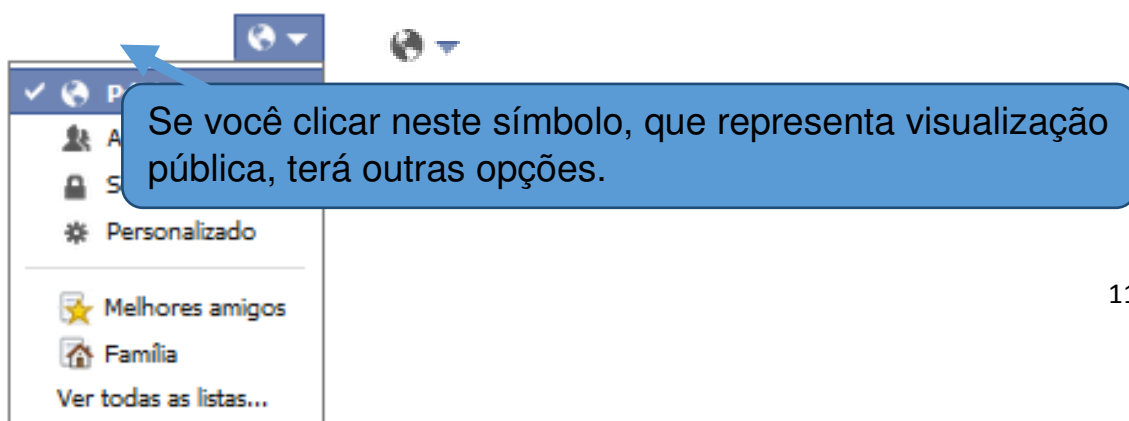 Se você clicar neste símbolo, que representa visualização
pública, terá outras opções.
Personalizado
Melhores amigos
Família
Ver todas as listas...